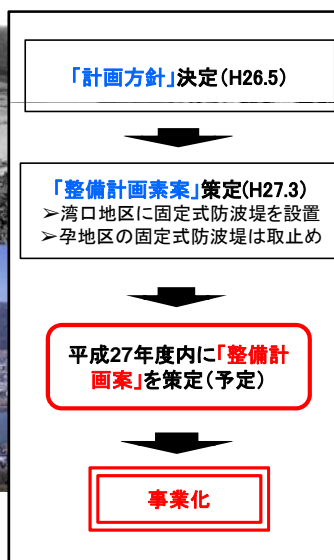 「計画方針」決定(H26.5)
「整備計画素案」策定(H27.3)
➢湾口地区に固定式防波堤を設置
➢孕地区の固定式防波堤は取止め
平成27年度内に「整備計
画案」を策定(予定)
事業化